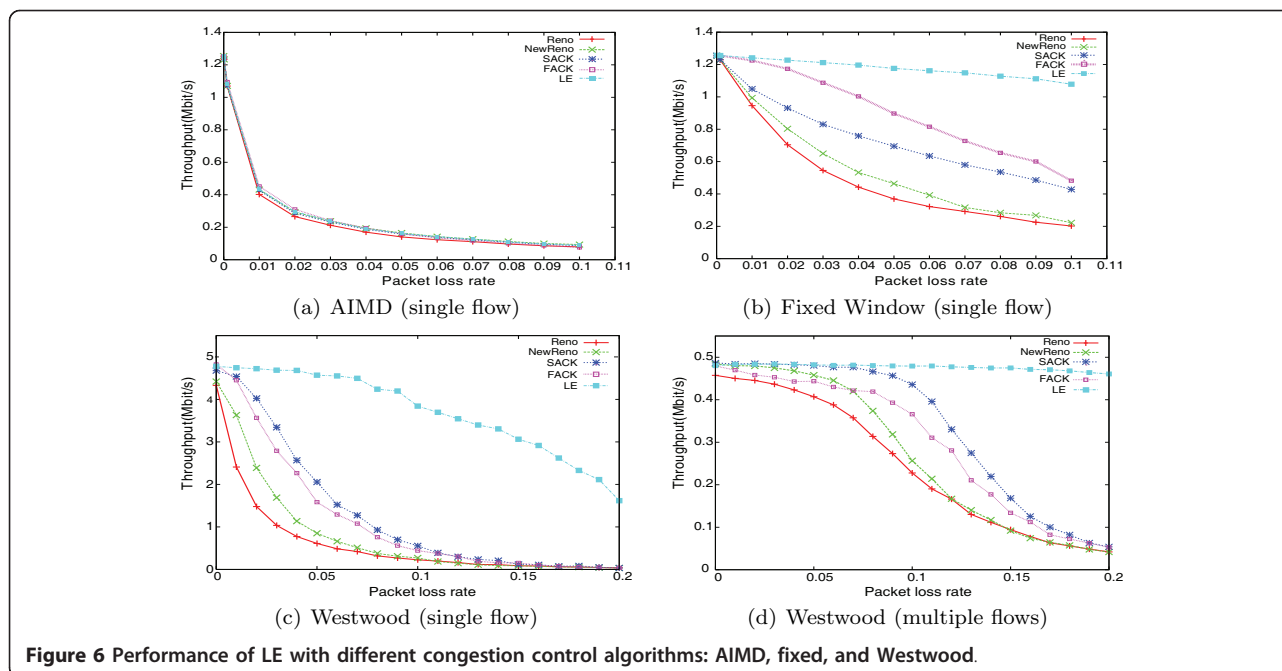 1.4
1.2
1
0.8
0.6
0.4
0.2
0
Throughput(Mbit/s)
Reno
NewReno
SACK
FACK
LE
0 0.01 0.02 0.03 0.04 0.05 0.06 0.07 0.08 0.09 0.1 0.11
Packet loss rate
(a) AIMD (single flow)
1.4
1.2
1
0.8
0.6
0.4
0.2
0
Throughput(Mbit/s)
Reno
NewReno
SACK
FACK
LE
0 0.01 0.02 0.03 0.04 0.05 0.06 0.07 0.08 0.09 0.1 0.11
Packet loss rate
(b) Fixed Window (single flow)
5
4
3
2
1
0
Throughput(Mbit/s)
Reno
NewReno
SACK
FACK
LE
0 0.05 0.1 0.15 0.2
Packet loss rate
(c) Westwood (single flow)
0.5
0.4
0.3
0.2
0.1
0
Throughput(Mbit/s)
Reno
NewReno
SACK
FACK
LE
0 0.05 0.1 0.15 0.2
Packet loss rate
(d) Westwood (multiple flows)
Figure 6 Performance of LE with different congestion control algorithms: AIMD, fixed, and Westwood.